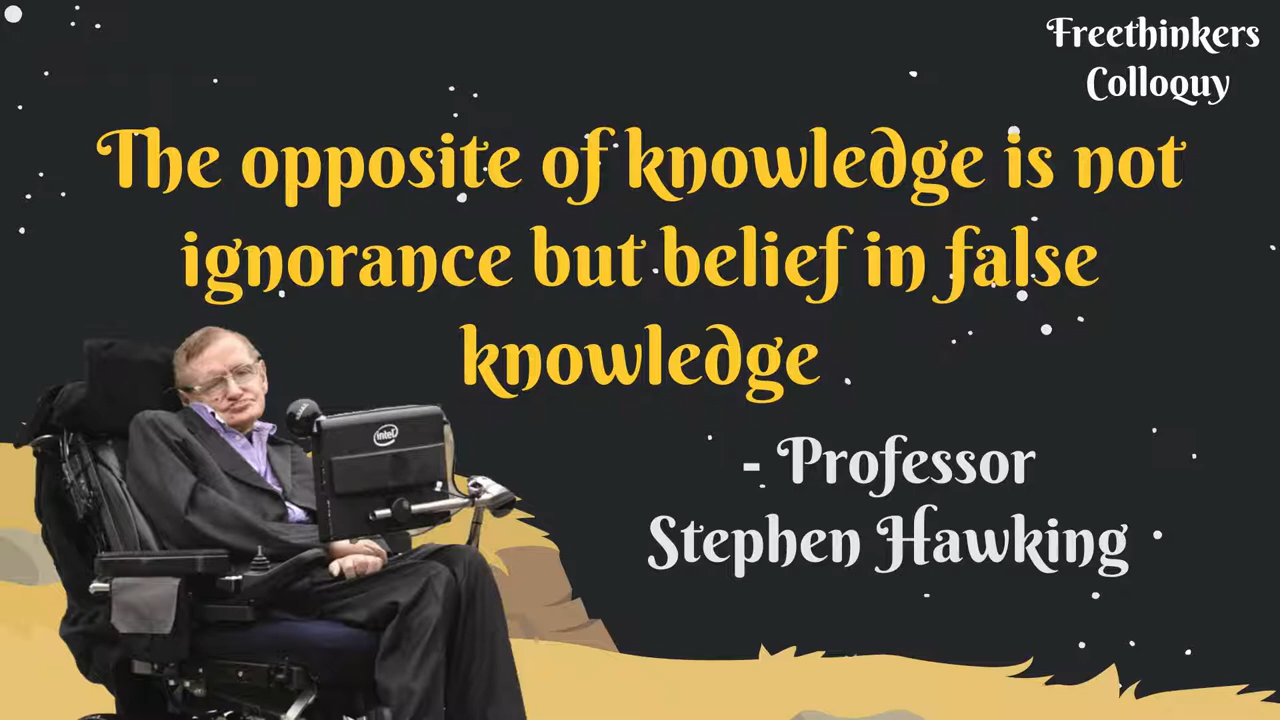 Freethinkers
Colloquy
The opposite of knowledge is not
ignorance but belief in false
knowledge
- Professor
Stephen Hawking
intel